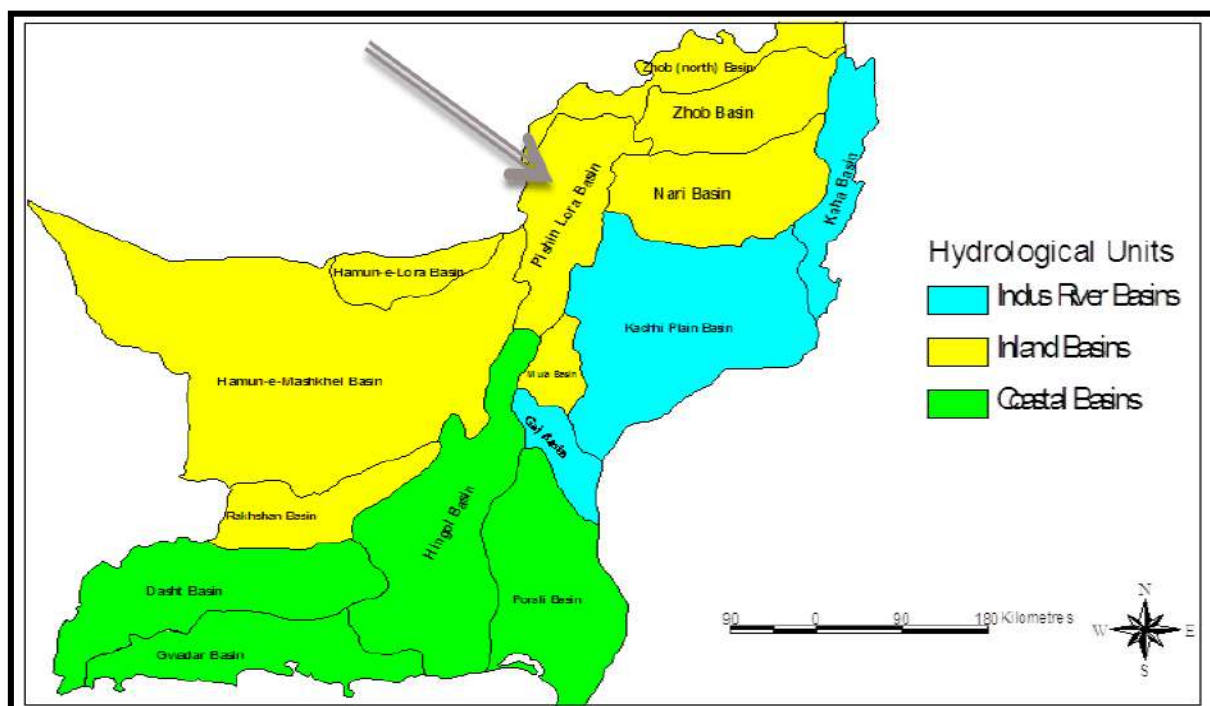 Zhob (north) Basin
Zhob Basin
Pishin Lora Basin
Nari Basin
Kaha Basin
Hamun-e-Lora Basin
Hydrological Units
Indus River Basins
Inland Basins
Coastal Basins
Kachhi Plain Basin
Hamun-e-Mashkhel Basin
Mula Basin
Gaj Basin
Rakhshan Basin
Hingol Basin
Dasht Basin
Porali Basin
Gwadar Basin
90 0 90 180 Kilometres
N
W E
S